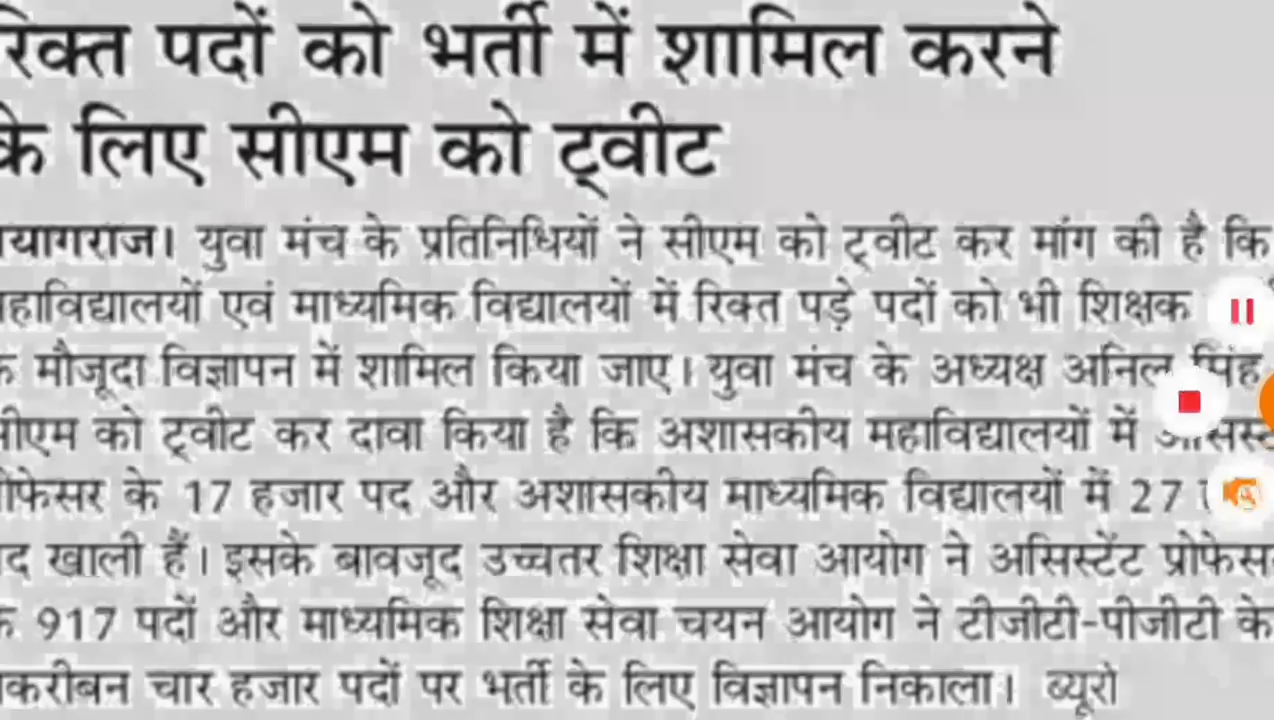 रिक्त पदों को भर्ती में शामिल करने
के लिए सीएम को ट्वीट
यागराज। युवा मंच के प्रतिनिधियों ने सीएम को ट्वीट कर मांग की है कि
हाविद्यालयों एवं माध्यमिक विद्यालयों में रिक्त पड़े पदों को भी शिक्षक
के मौजूदा विज्ञापन में शामिल किया जाए। युवा मंच के अध्यक्ष अनिल सिंह
सीएम को ट्वीट कर दावा किया है कि अशासकीय महाविद्यालयों में असिस्टें
ोफेसर के 17 हजार पद और अशासकीय माध्यमिक विद्यालयों में 27
द खाली हैं। इसके बावजूद उच्चतर शिक्षा सेवा आयोग ने असिस्टेंट प्रोफेस
के 917 पदों और माध्यमिक शिक्षा सेवा चयन आयोग ने टीजीटी-पीजीटी के
करीबन चार हजार पदों पर भर्ती के लिए विज्ञापन निकाला। ब्यूरो